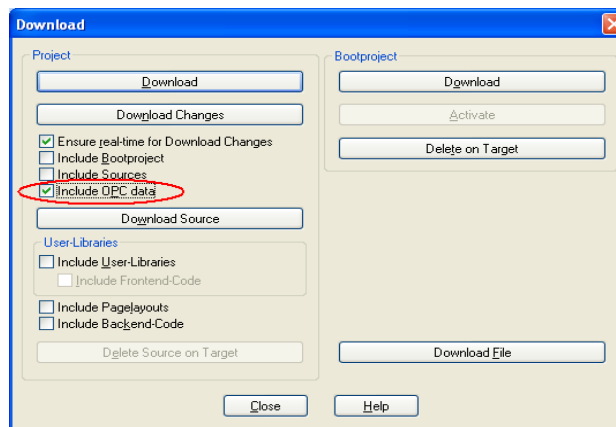 Download
Project
Download
Download Changes
Ensure real-time for Download Changes
Include Bootproject
Include Sources
Include OPC data
Download Source
User-Libraries
Include User-Libraries
Include Frontend-Code
Include Pagelayouts
Include Backend-Code
Delete Source on Target
Bootproject
Download
Activate
Delete on Target
Download File
Close
Help